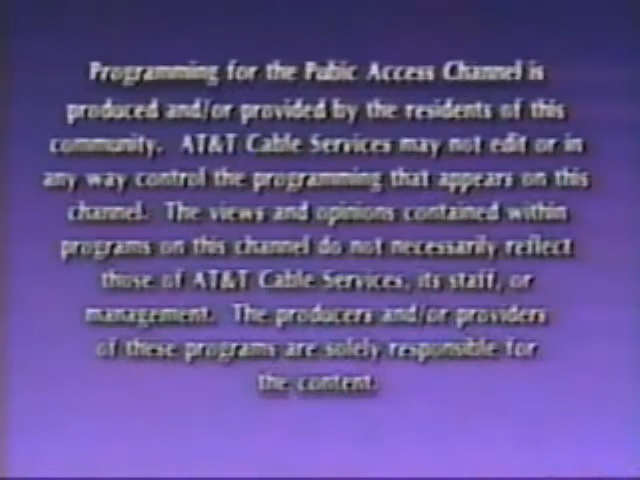 Programming for the Pubic Access Channel is
produced and/or provided by the residents of this
community. AT&T Cable Services may not edit or in
any way control the programming that appears on this
channel. The views and opinions contained within
programs on this channel do not necessarily reflect
those of AT&T Cable Services, its staff, or
management. The producers and/or providers
of these programs are solely responsible for
the content.